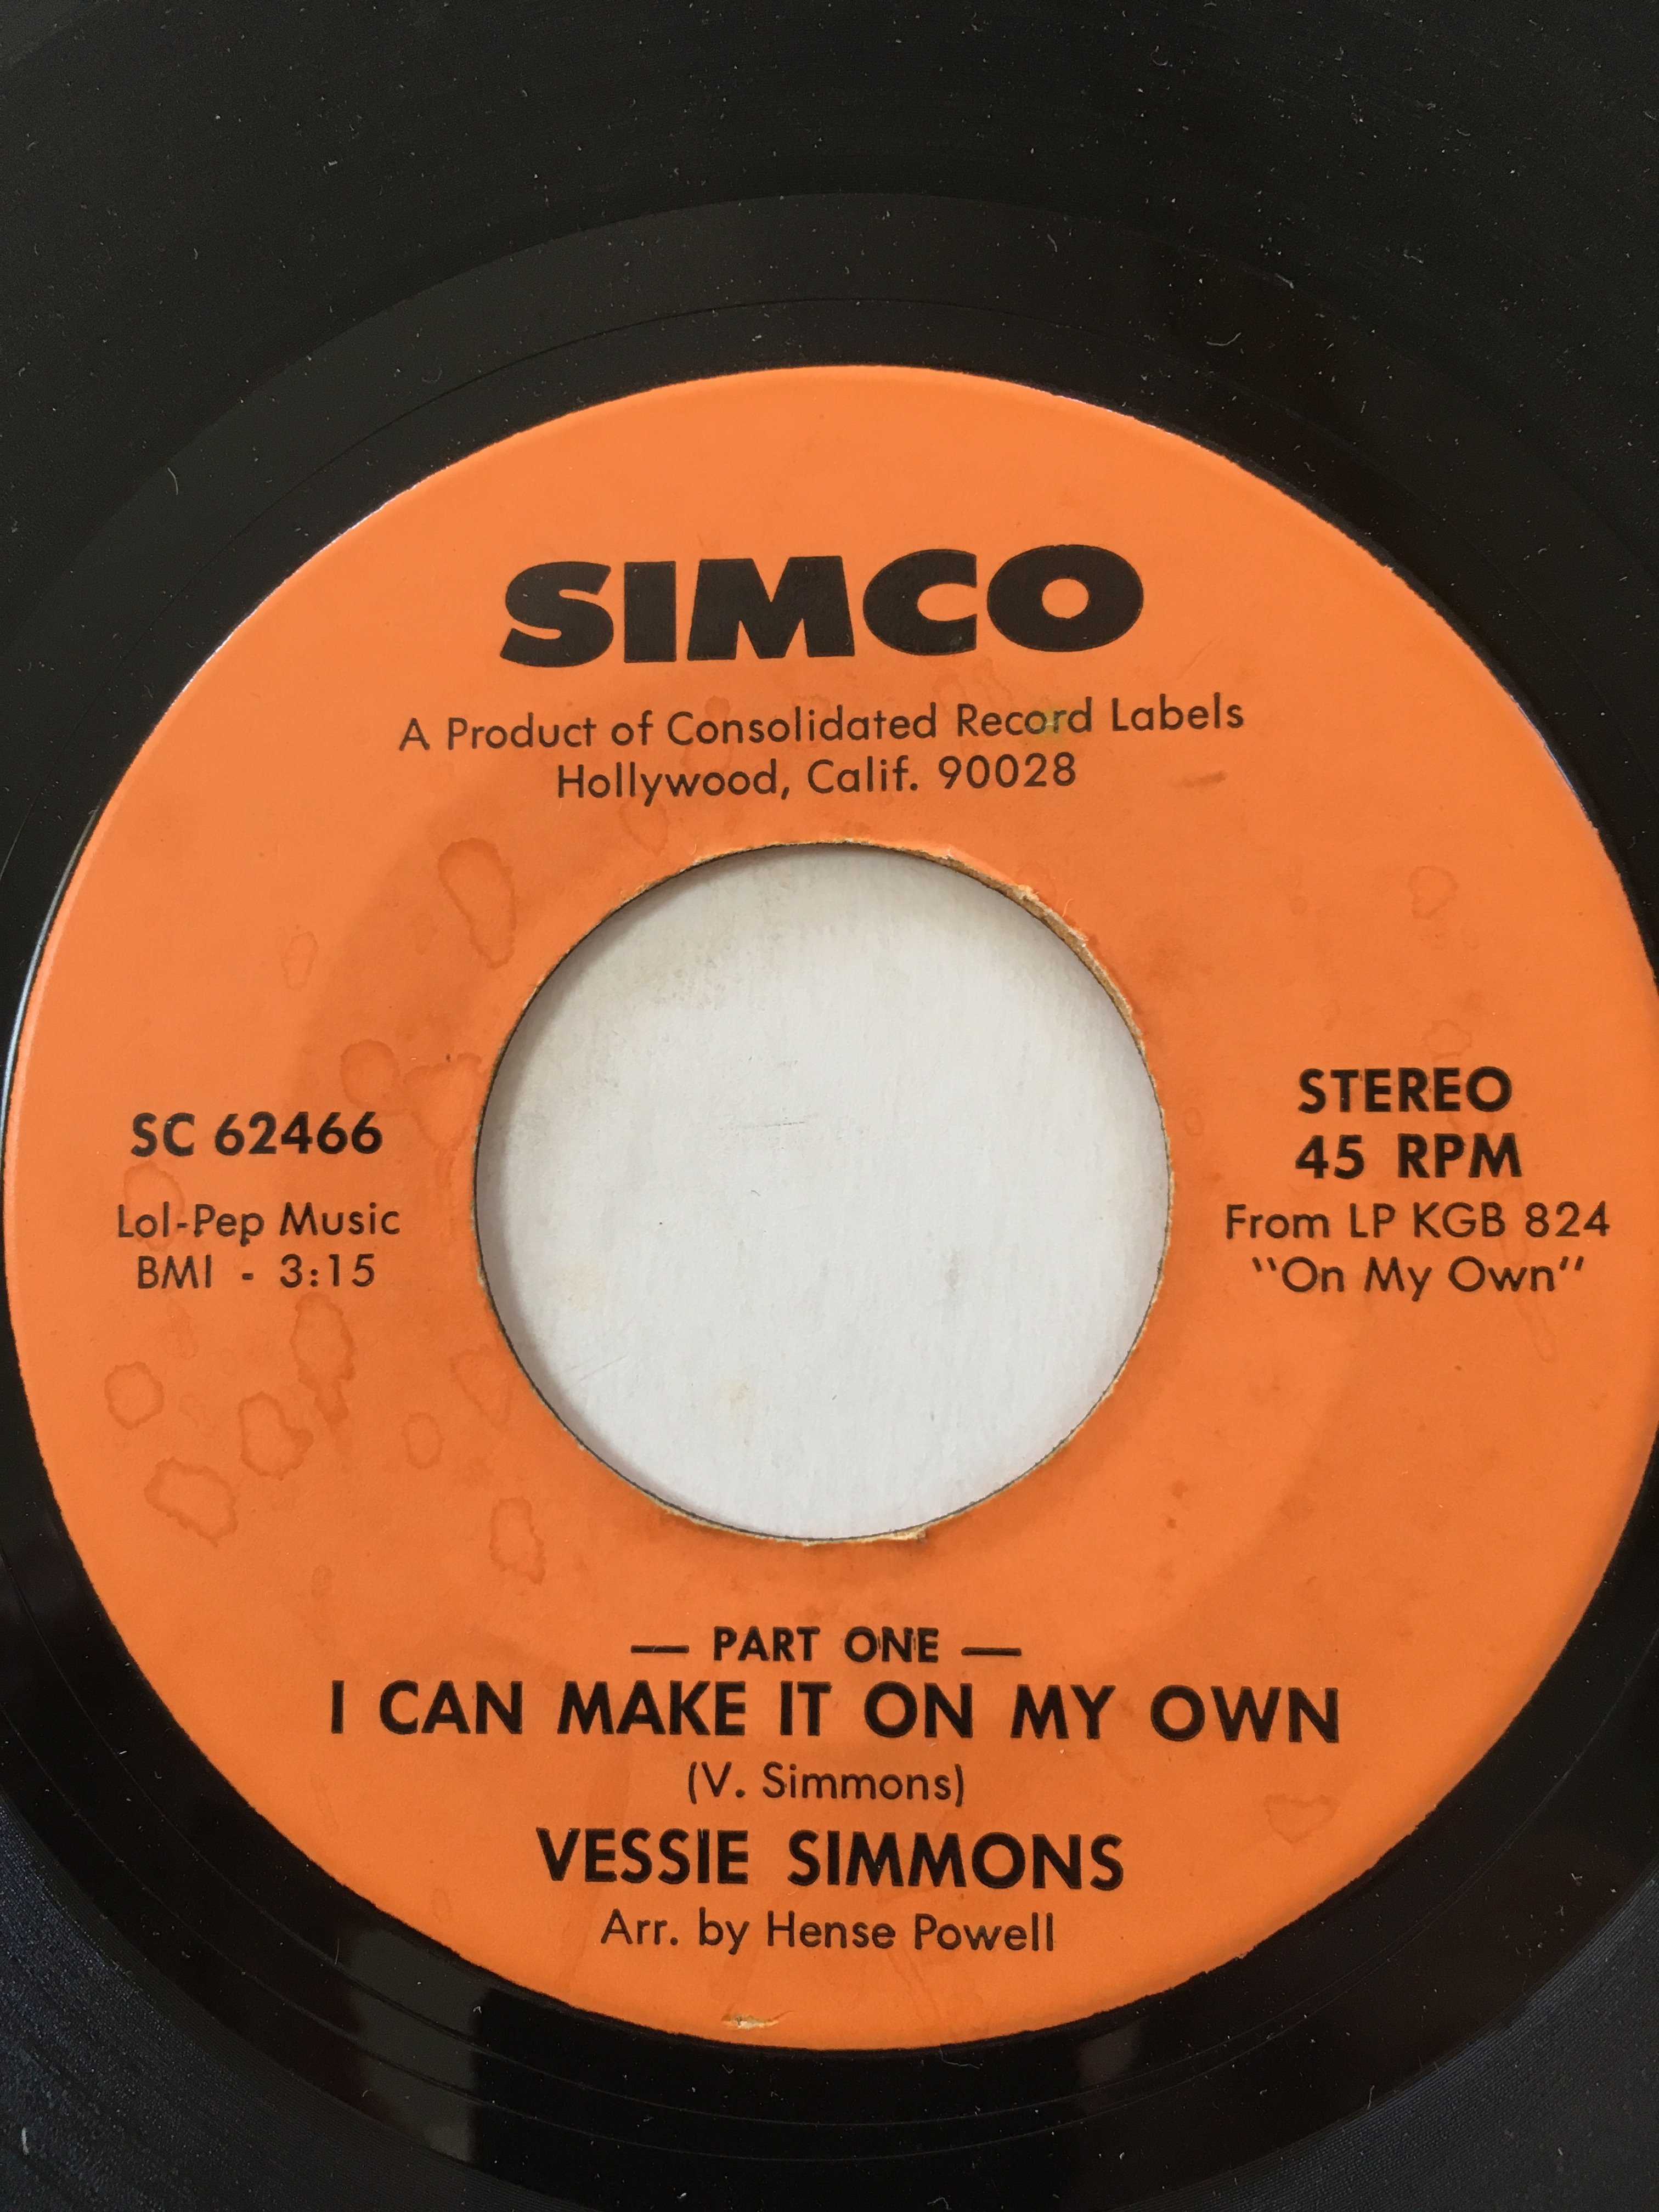 SIMCO
A Product of Consolidated Record Labels
Hollywood, Calif. 90028
SC 62466
Lol-Pep Music
BMI - 3:15
STEREO
45 RPM
From LP KGB 824
"On My Own"
— PART ONE —
I CAN MAKE IT ON MY OWN
(V. Simmons)
VESSIE SIMMONS
Arr. by Hense Powell